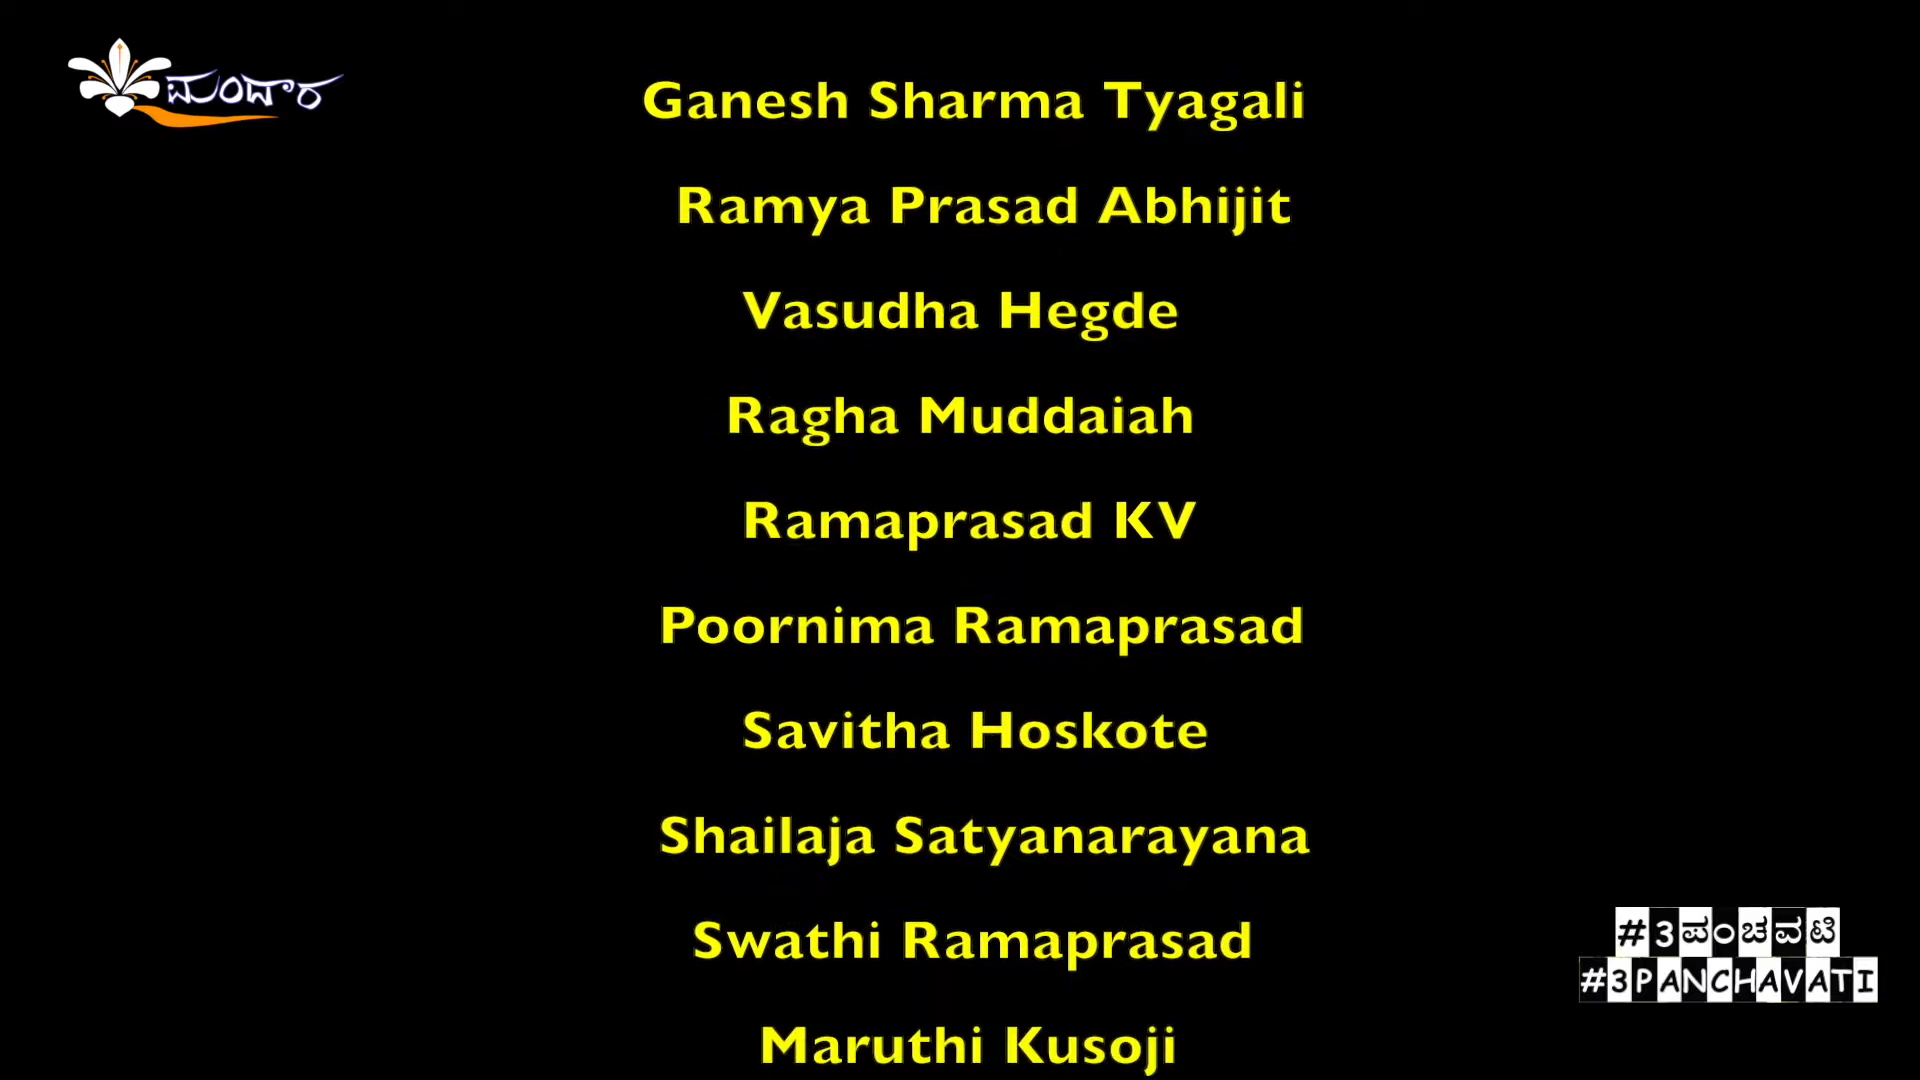 ಮಂದಾರ
Ganesh Sharma Tyagali
Ramya Prasad Abhijit
Vasudha Hegde
Ragha Muddaiah
Ramaprasad KV
Poornima Ramaprasad
Savitha Hoskote
Shailaja Satyanarayana
Swathi Ramaprasad
Maruthi Kusoji
#3ಪಂಚವಟಿ
#3PANCHAVATI